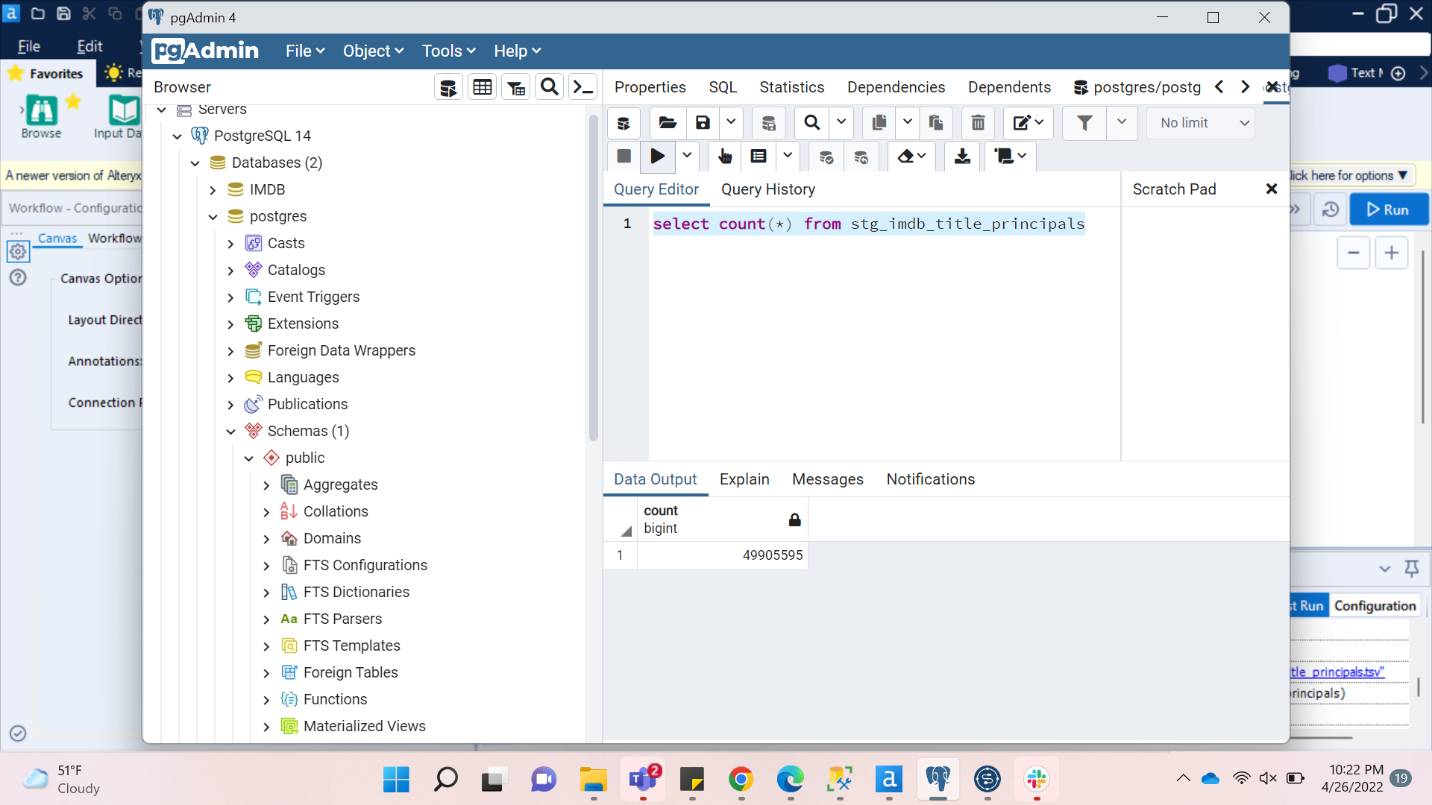 pgAdmin 4
File
Edit
Favorites
Browse
Input Da
A newer version of Alteryx
lick here for options ▼
Workflow - Configuratio
Canvas
Workflow
Canvas Option
Layout Direct
Annotations:
Connection P
Text M
Run
pgAdmin
File
Object
Tools
Help
Browser
Properties
SQL
Statistics
Dependencies
Dependents
postgres/postg
No limit
Servers
PostgreSQL 14
Databases (2)
IMDB
postgres
Casts
Catalogs
Event Triggers
Extensions
Foreign Data Wrappers
Languages
Publications
Schemas (1)
public
Aggregates
Collations
Domains
FTS Configurations
FTS Dictionaries
Aa FTS Parsers
FTS Templates
Foreign Tables
Functions
Materialized Views
Query Editor
Query History
Scratch Pad
1 select count(*) from stg_imdb_title_principals
Data Output
Explain
Messages
Notifications
count
bigint
1 49905595
st Run
Configuration
tle_principals.tsv"
rincipals)
51°F
Cloudy
2
10:22 PM
4/26/2022
19